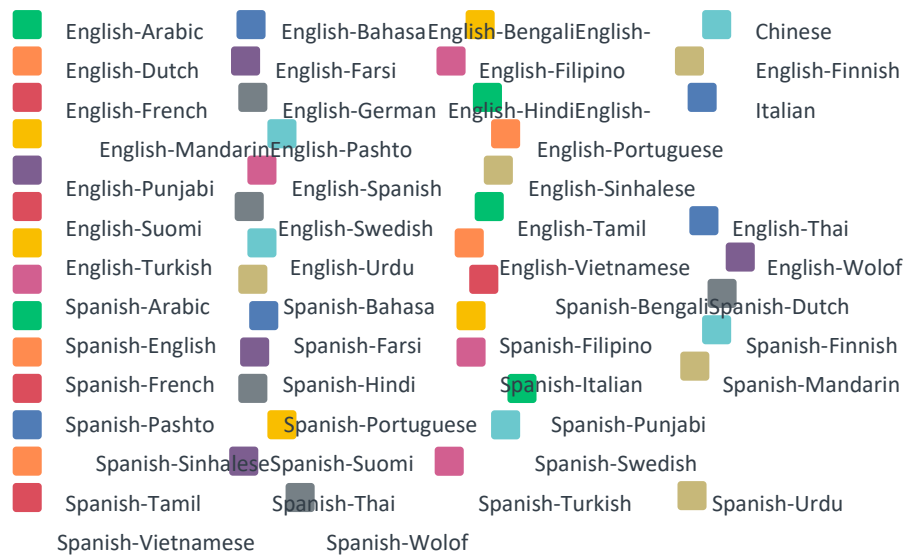 English-Arabic English-Bahasa English-Bengali English- Chinese
English-Dutch English-Farsi English-Filipino English-Finnish
English-French English-German English-Hindi English- Italian
English-Mandarin English-Pashto English-Portuguese
English-Punjabi English-Spanish English-Sinhalese
English-Suomi English-Swedish English-Tamil English-Thai
English-Turkish English-Urdu English-Vietnamese English-Wolof
Spanish-Arabic Spanish-Bahasa Spanish-Bengali Spanish-Dutch
Spanish-English Spanish-Farsi Spanish-Filipino Spanish-Finnish
Spanish-French Spanish-Hindi Spanish-Italian Spanish-Mandarin
Spanish-Pashto Spanish-Portuguese Spanish-Punjabi
Spanish-Sinhalese Spanish-Suomi Spanish-Swedish
Spanish-Tamil Spanish-Thai Spanish-Turkish Spanish-Urdu
Spanish-Vietnamese Spanish-Wolof